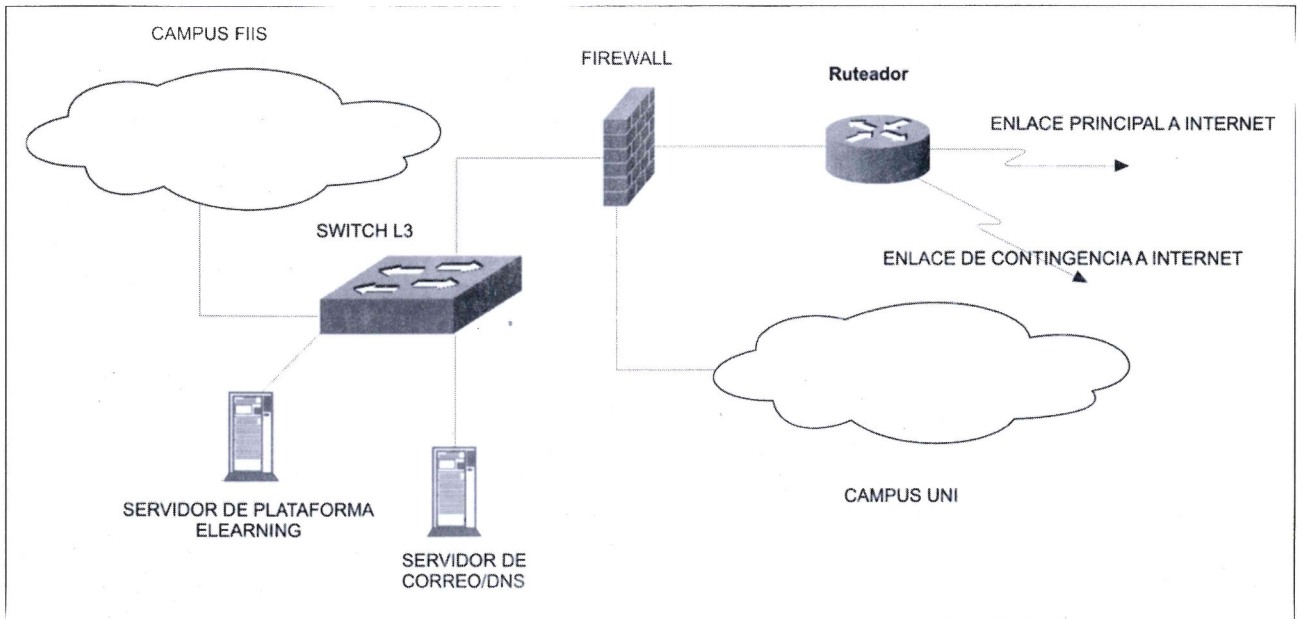 CAMPUS FIIS
FIREWALL
Ruteador
ENLACE PRINCIPAL A INTERNET
SWITCH L3
ENLACE DE CONTINGENCIA A INTERNET
SERVIDOR DE PLATAFORMA
ELEARNING
CAMPUS UNI
SERVIDOR DE
CORREO/DNS